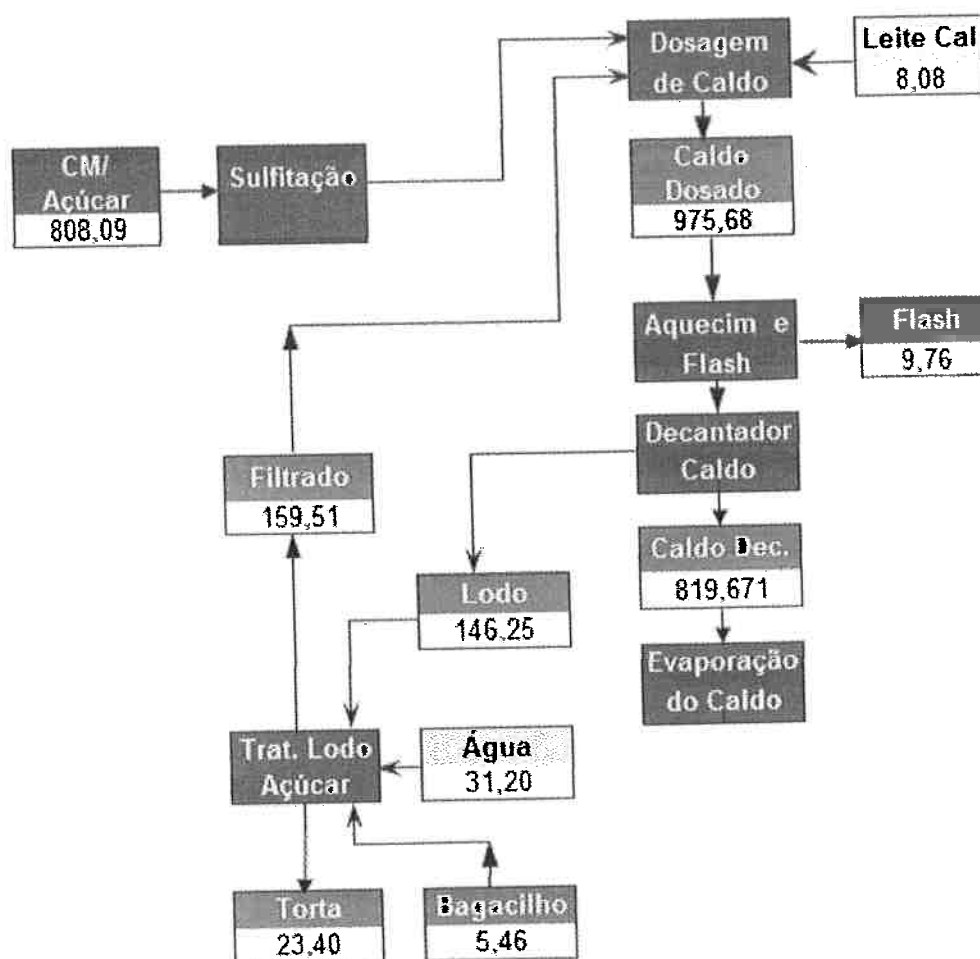 Dosagem
de Caldo
Leite Cal
8,08
CM/
Açúcar
808,09
Sulfitação
Caldo
Dosado
975,68
Aquecim e
Flash
Flash
9,76
Decantador
Caldo
Filtrado
159,51
Caldo Dec.
819,671
Lodo
146,25
Evaporação
do Caldo
Trat. Lodo
Açúcar
Água
31,20
Torta
23,40
Bagacilho
5,46